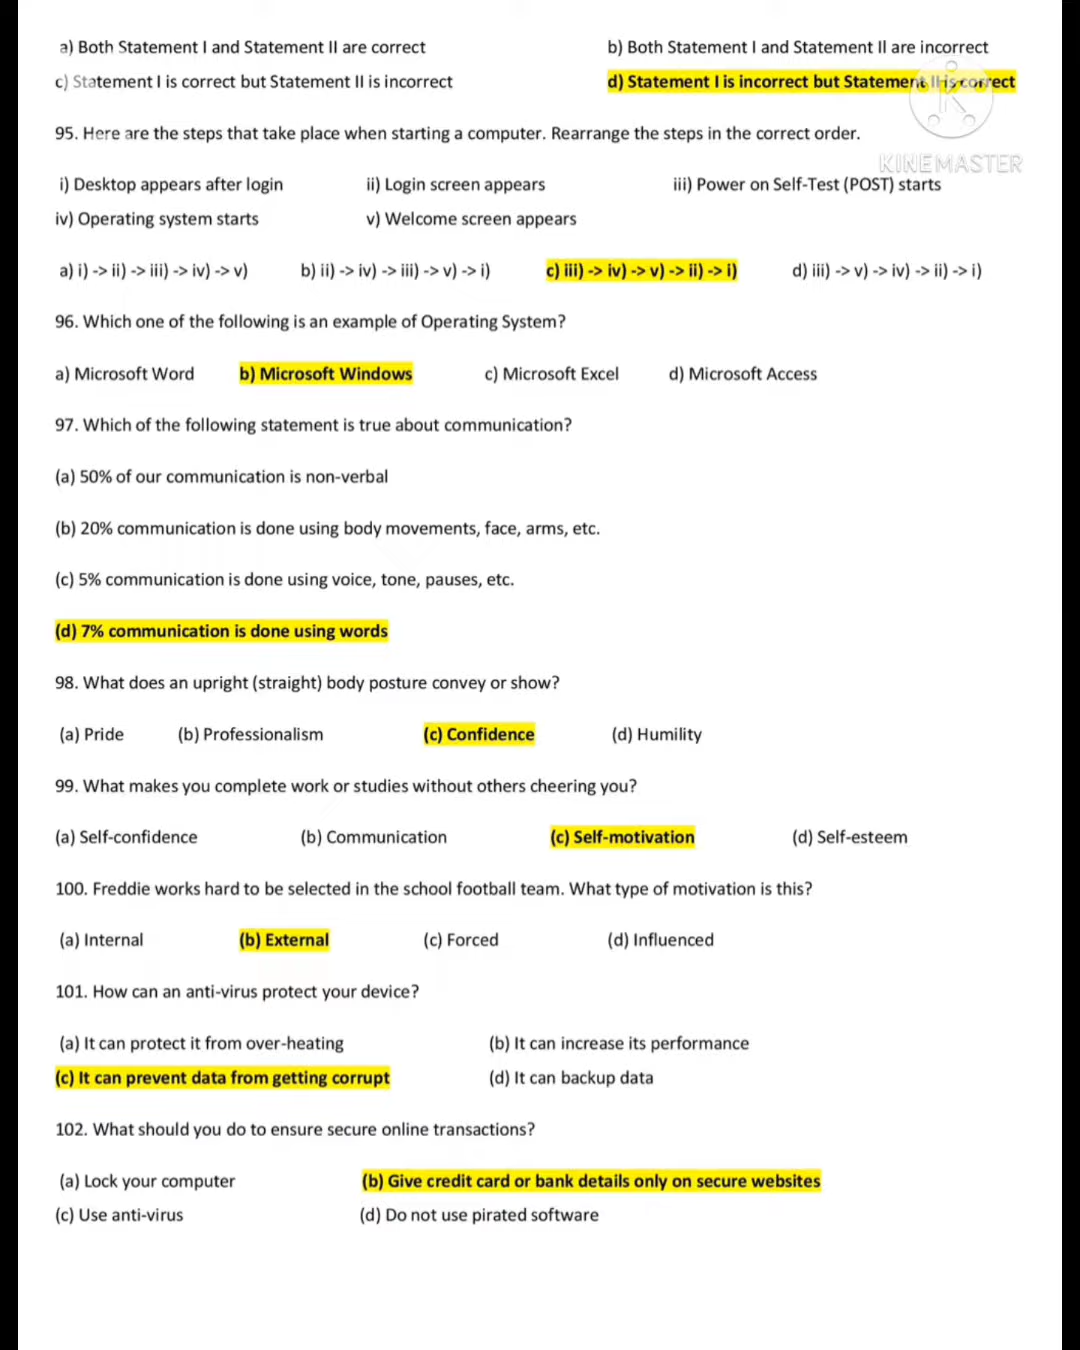 a) Both Statement I and Statement II are correct b) Both Statement I and Statement II are incorrect
c) Statement I is correct but Statement II is incorrect d) Statement I is incorrect but Statement II is correct
95. Here are the steps that take place when starting a computer. Rearrange the steps in the correct order.
KINEMASTER
i) Desktop appears after login ii) Login screen appears iii) Power on Self-Test (POST) starts
iv) Operating system starts v) Welcome screen appears
a) i) -> ii) -> iii) -> iv) -> v) b) ii) -> iv) -> iii) -> v) -> i) c) iii) -> iv) -> v) -> ii) -> i) d) iii) -> v) -> iv) -> ii) -> i)
96. Which one of the following is an example of Operating System?
a) Microsoft Word b) Microsoft Windows c) Microsoft Excel d) Microsoft Access
97. Which of the following statement is true about communication?
(a) 50% of our communication is non-verbal
(b) 20% communication is done using body movements, face, arms, etc.
(c) 5% communication is done using voice, tone, pauses, etc.
(d) 7% communication is done using words
98. What does an upright (straight) body posture convey or show?
(a) Pride (b) Professionalism (c) Confidence (d) Humility
99. What makes you complete work or studies without others cheering you?
(a) Self-confidence (b) Communication (c) Self-motivation (d) Self-esteem
100. Freddie works hard to be selected in the school football team. What type of motivation is this?
(a) Internal (b) External (c) Forced (d) Influenced
101. How can an anti-virus protect your device?
(a) It can protect it from over-heating (b) It can increase its performance
(c) It can prevent data from getting corrupt (d) It can backup data
102. What should you do to ensure secure online transactions?
(a) Lock your computer (b) Give credit card or bank details only on secure websites
(c) Use anti-virus (d) Do not use pirated software